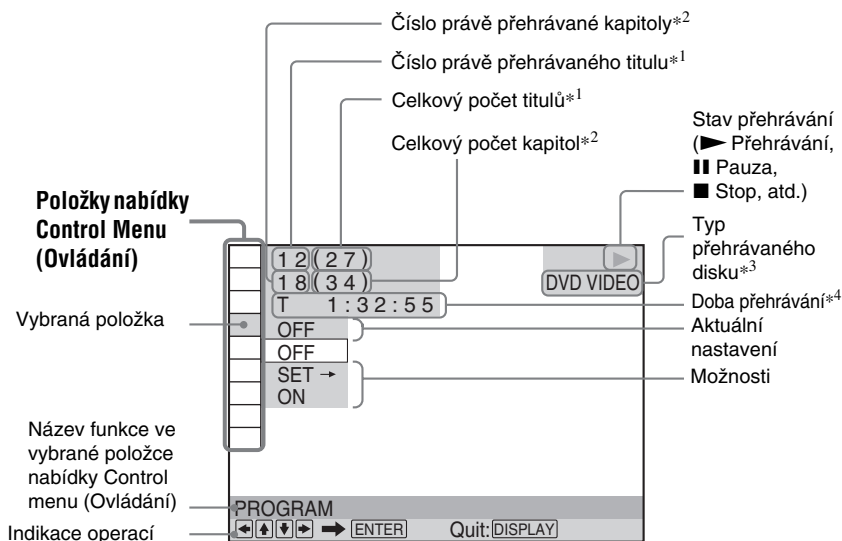 Číslo právě přehrávané kapitoly*2
Číslo právě přehrávaného titulu*1
Celkový počet titulů*1
Celkový počet kapitol*2
Stav přehrávání
(► Přehrávání,
❚❚ Pauza,
■ Stop, atd.)
Položky nabídky
Control Menu
(Ovládání)
Typ
přehrávaného
disku*3
12(27)
18(34)
DVD VIDEO
T 1:32:55
Doba přehrávání*4
Vybraná položka
OFF
Aktuální
nastavení
OFF
SET →
ON
Možnosti
Název funkce ve
vybrané položce
nabídky Control
menu (Ovládání)
PROGRAM
Indikace operací
←↑↓→ ➡ ENTER Quit: DISPLAY